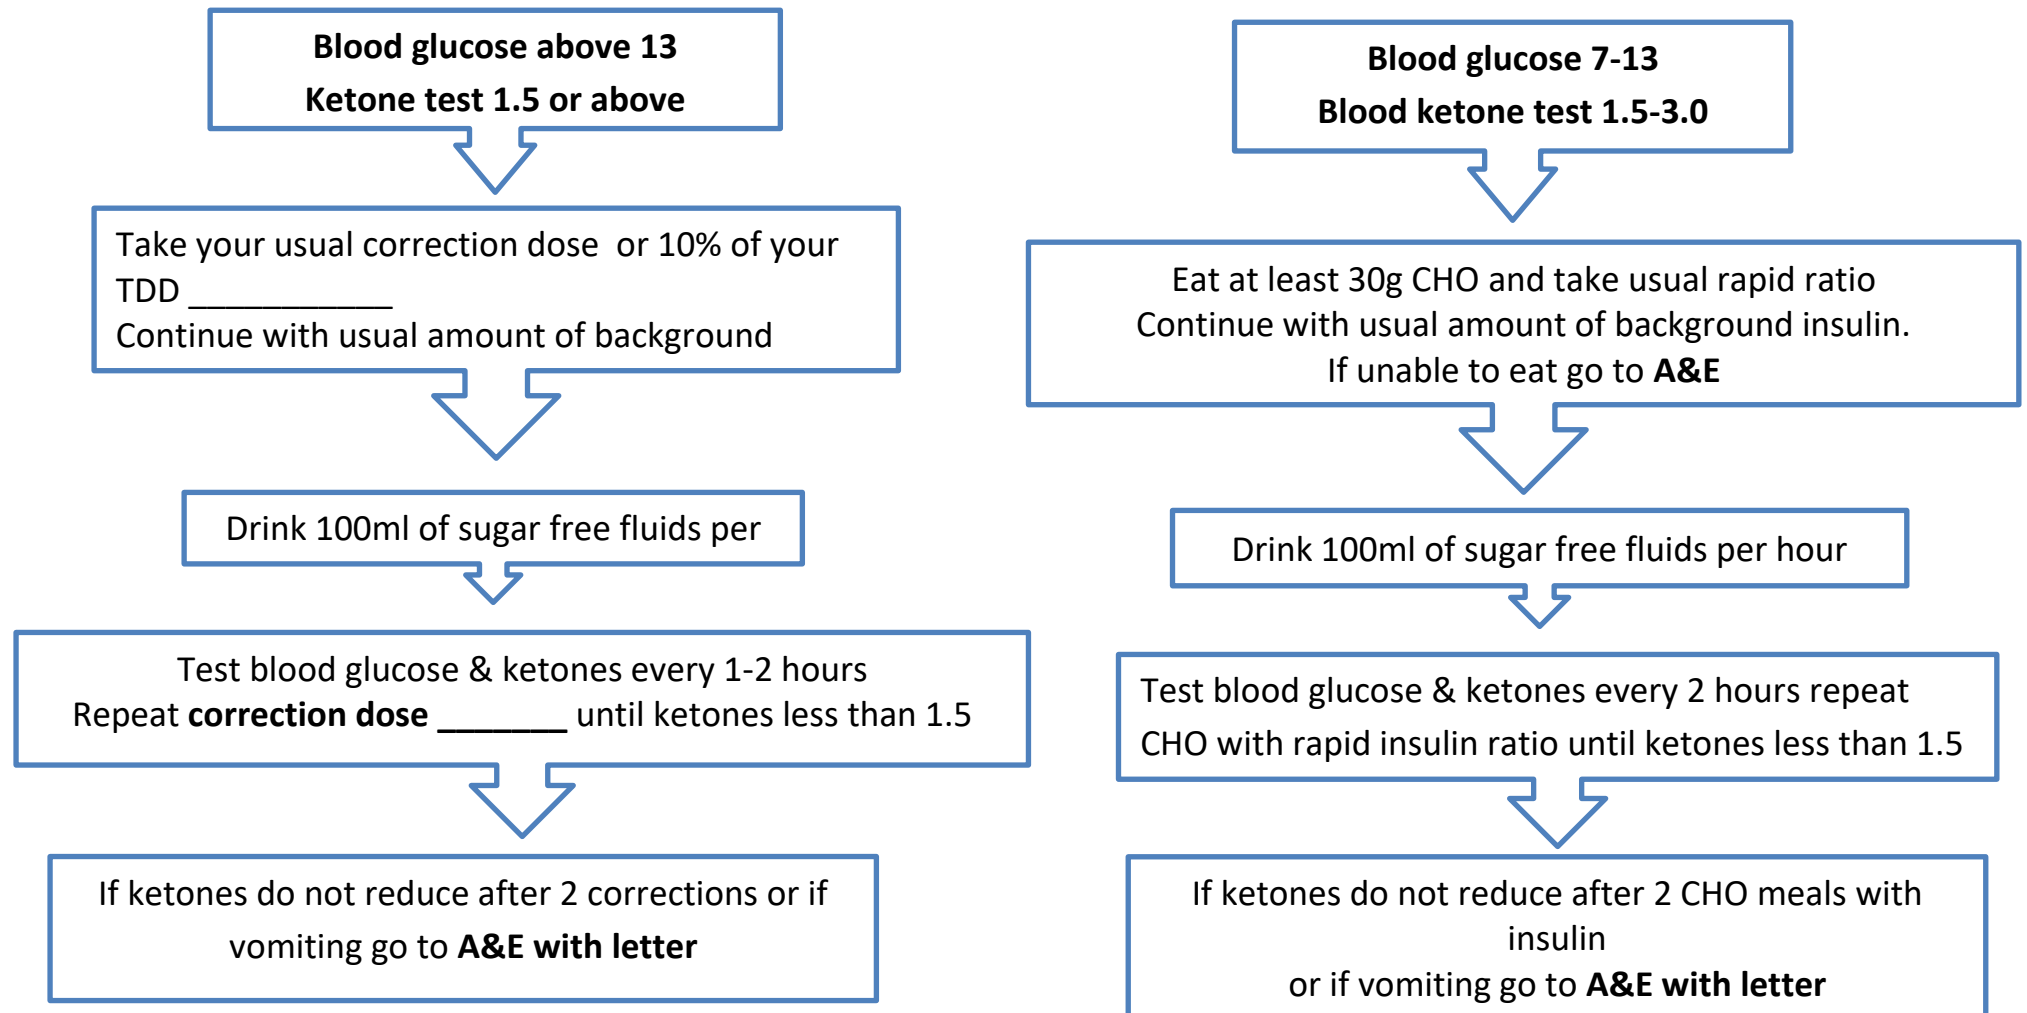 Blood glucose above 13
Ketone test 1.5 or above
Take your usual correction dose  or 10% of your
TDD ___________
Continue with usual amount of background
Drink 100ml of sugar free fluids per
Test blood glucose & ketones every 1-2 hours
Repeat correction dose _______ until ketones less than 1.5
If ketones do not reduce after 2 corrections or if
vomiting go to A&E with letter
Blood glucose 7-13
Blood ketone test 1.5-3.0
Eat at least 30g CHO and take usual rapid ratio
Continue with usual amount of background insulin.
If unable to eat go to A&E
Drink 100ml of sugar free fluids per hour
Test blood glucose & ketones every 2 hours repeat
CHO with rapid insulin ratio until ketones less than 1.5
If ketones do not reduce after 2 CHO meals with
insulin
or if vomiting go to A&E with letter